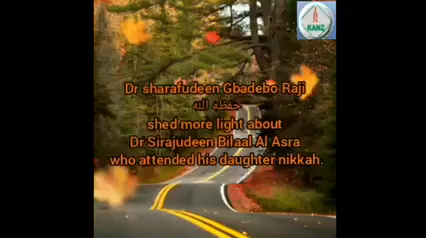 KANZ
Dr sharafudeen Gbadebo Raji
حفظه الله
shed more light about
Dr Sirajudeen Bilaal Al Asra
who attended his daughter nikkah.